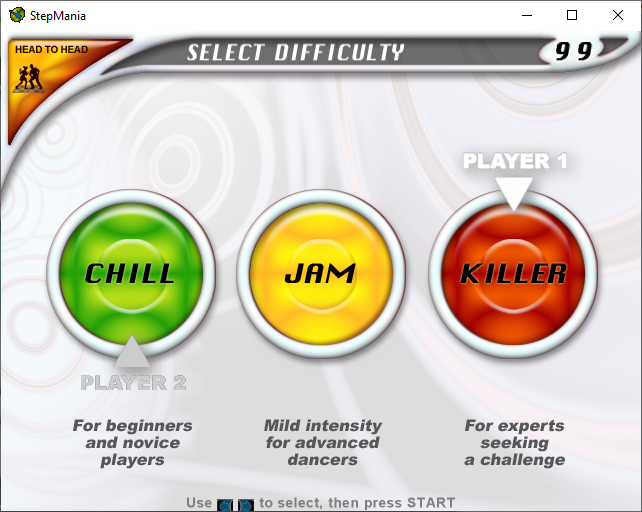 StepMania
HEAD TO HEAD
SELECT DIFFICULTY
99
PLAYER 1
CHILL
JAM
KILLER
PLAYER 2
For beginners
and novice
players
Mild intensity
for advanced
dancers
For experts
seeking
a challenge
Use to select, then press START